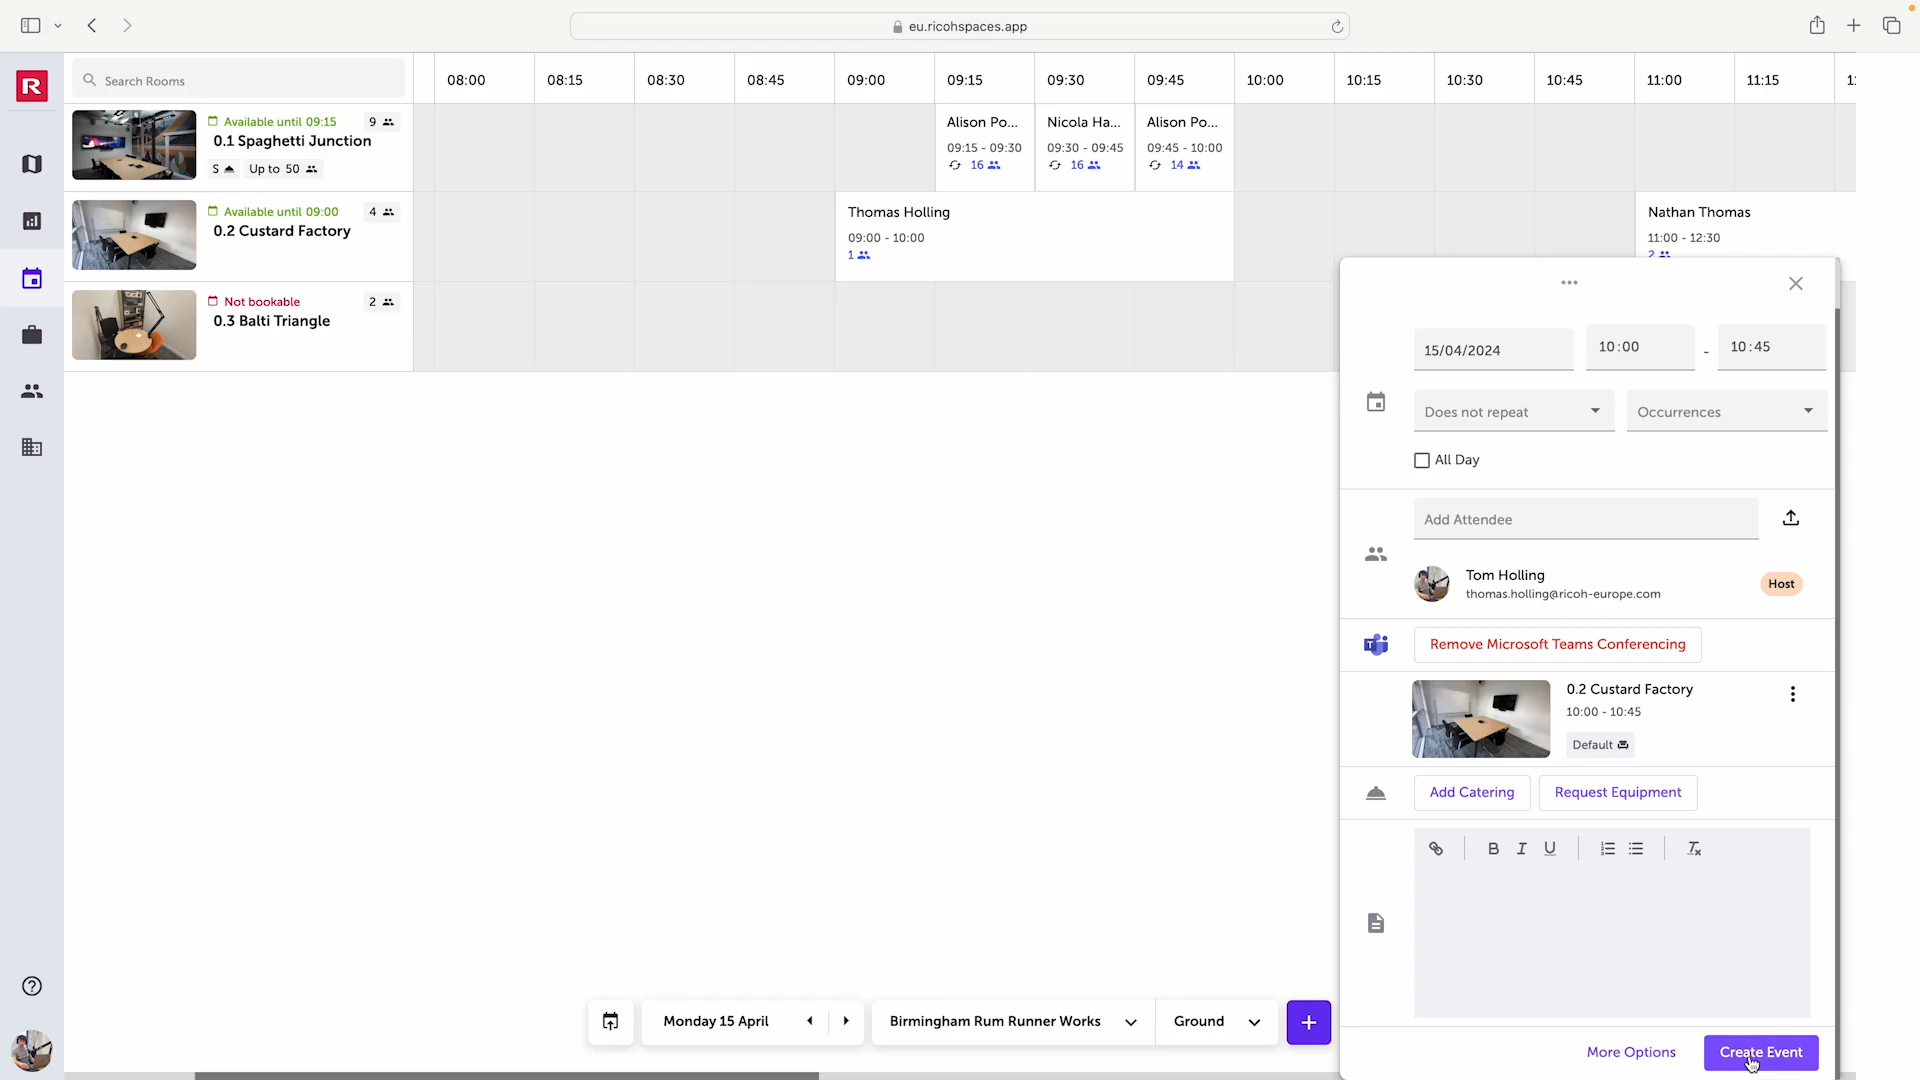 eu.ricohspaces.app
R
Search Rooms
08:00 08:15 08:30 08:45 09:00 09:15 09:30 09:45 10:00 10:15 10:30 10:45 11:00 11:15
Available until 09:15 9
0.1 Spaghetti Junction
S Up to 50
Alison Po... Nicola Ha... Alison Po...
09:15 - 09:30 09:30 - 09:45 09:45 - 10:00
16 16 14
Available until 09:00 4
0.2 Custard Factory
Thomas Holling
09:00 - 10:00
1
Nathan Thomas
11:00 - 12:30
2
Not bookable 2
0.3 Balti Triangle
15/04/2024 10:00 - 10:45
Does not repeat Occurrences
All Day
Add Attendee
Tom Holling
thomas.holling@ricoh-europe.com
Host
T
Remove Microsoft Teams Conferencing
0.2 Custard Factory
10:00 - 10:45
Default
Add Catering Request Equipment
B I U
Monday 15 April
Birmingham Rum Runner Works Ground
+
More Options Create Event